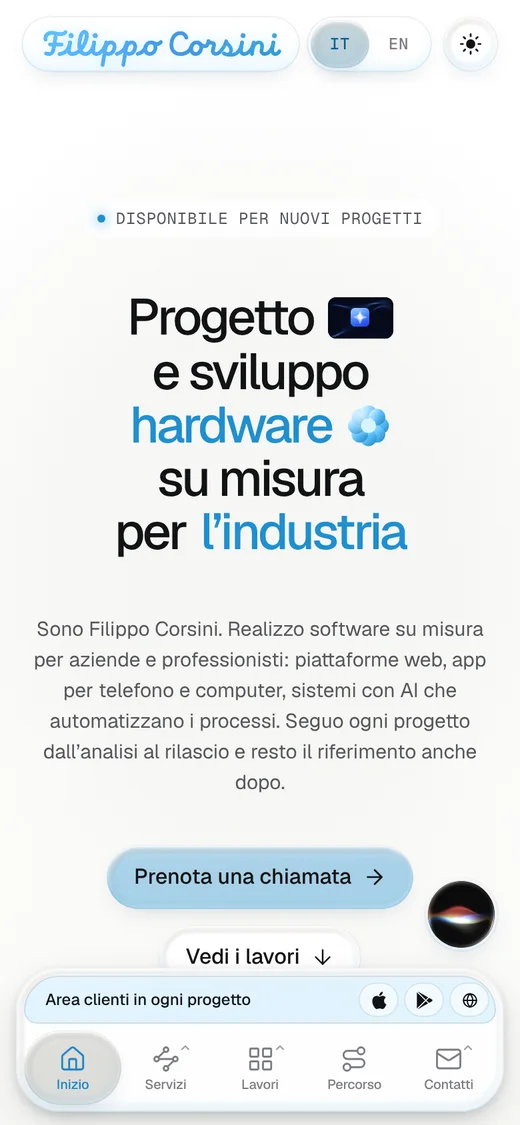 Filippo Corsini
IT
EN
DISPONIBILE PER NUOVI PROGETTI
Progetto
e sviluppo
hardware
su misura
per l’industria
Sono Filippo Corsini. Realizzo software su misura
per aziende e professionisti: piattaforme web, app
per telefono e computer, sistemi con AI che
automatizzano i processi. Seguo ogni progetto
dall’analisi al rilascio e resto il riferimento anche
dopo.
Prenota una chiamata →
Vedi i lavori ↓
Area clienti in ogni progetto
Inizio
Servizi
Lavori
Percorso
Contatti